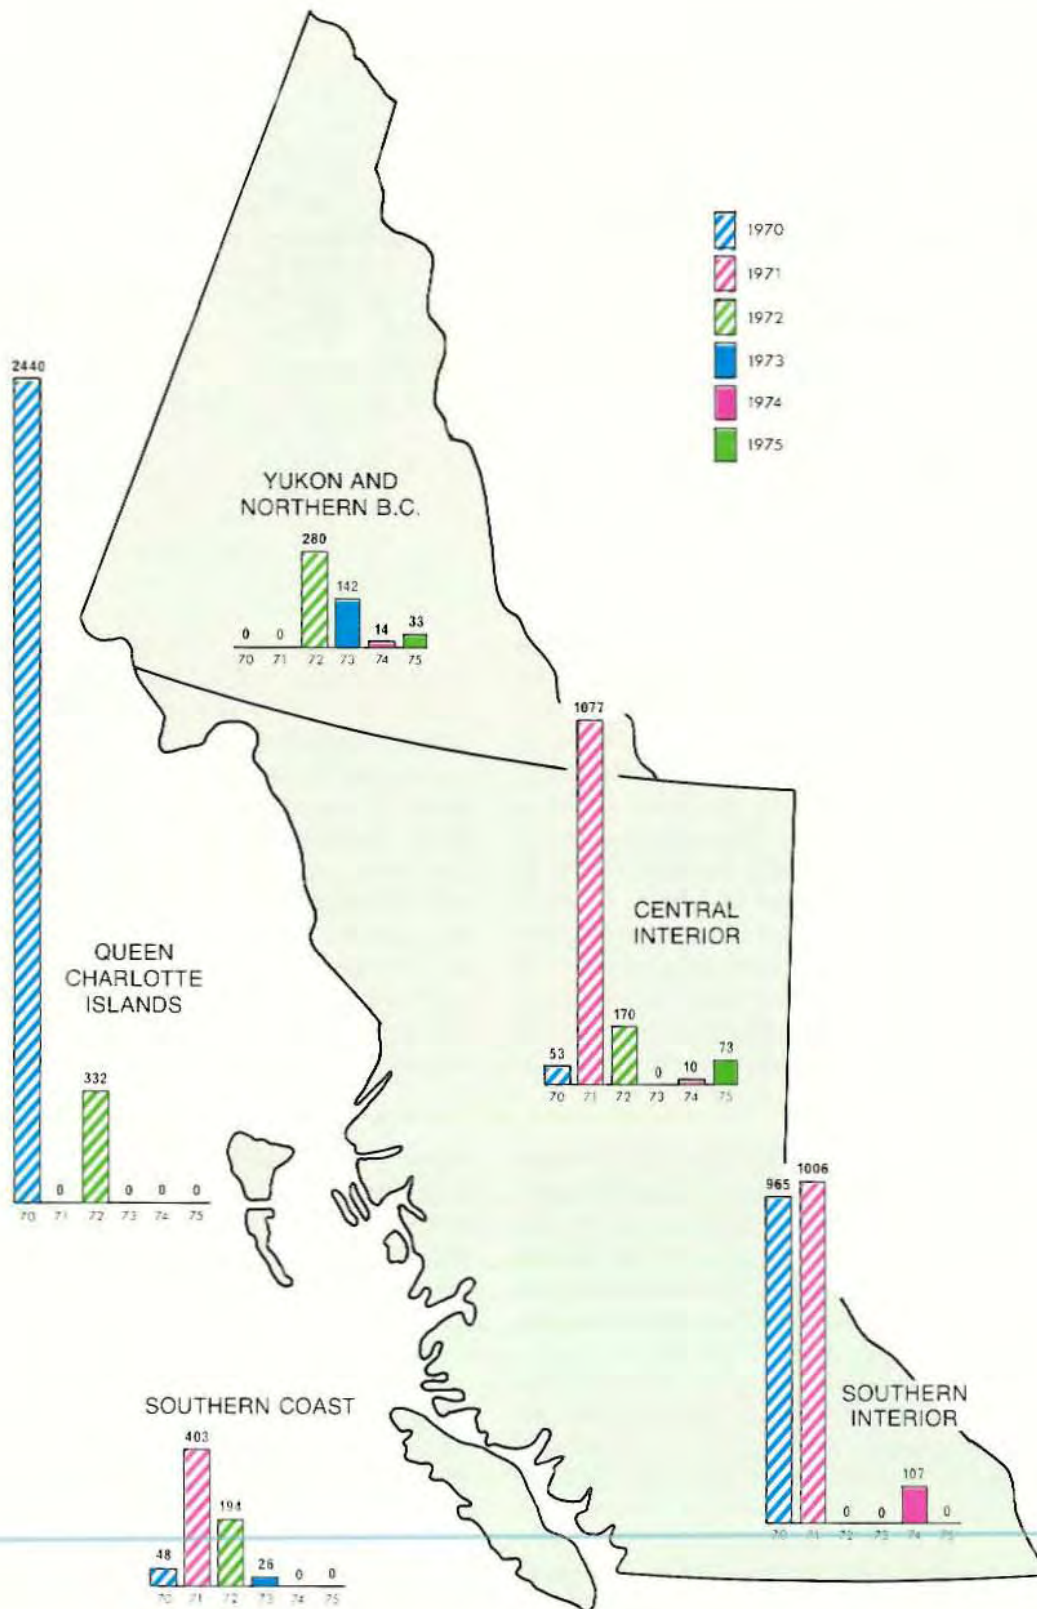 1970
1971
1972
1973
1974
1975
2440
332
0 0 0 0
70 71 72 73 74 75
QUEEN
CHARLOTTE
ISLANDS
YUKON AND
NORTHERN B.C.
280
142
0 0 14 33
70 71 72 73 74 75
1077
CENTRAL
INTERIOR
170
53 0 10 73
70 71 72 73 74 75
965 1006
SOUTHERN
INTERIOR
107
0 0 0
70 71 72 73 74 75
SOUTHERN COAST
403
194
48 26 0 0
70 71 72 73 74 75